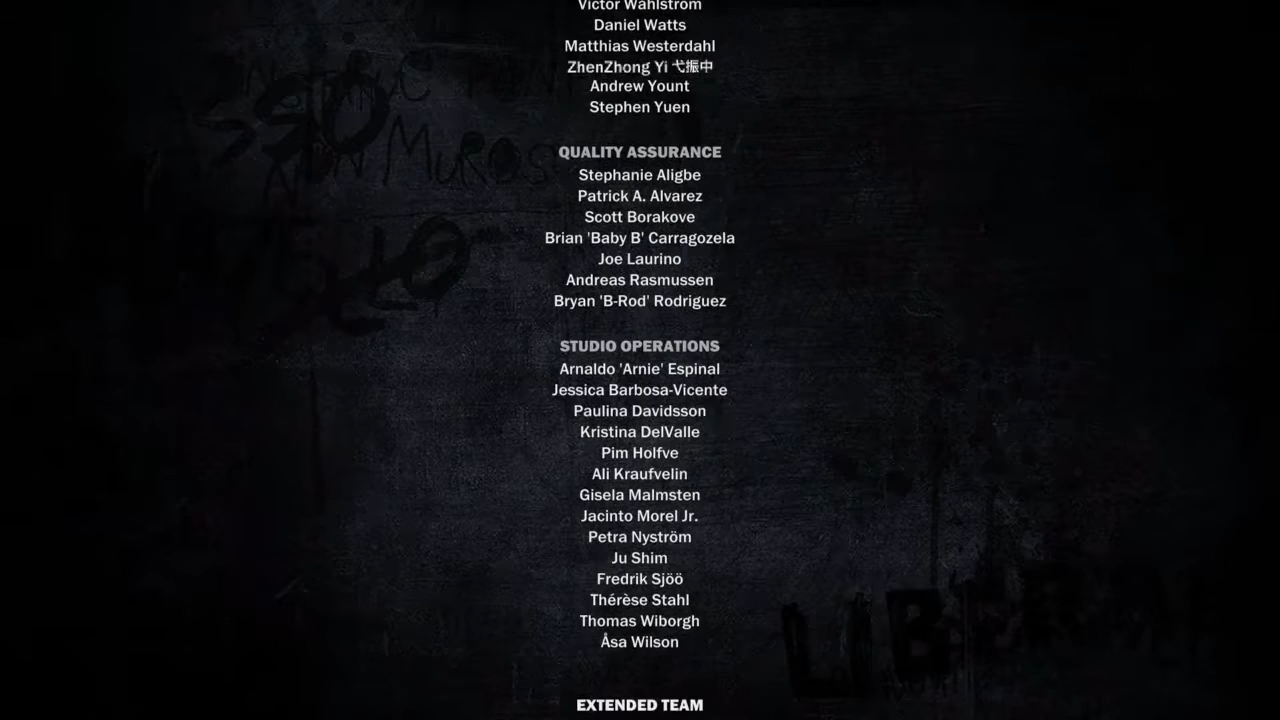 Victor Wahlström
Daniel Watts
Matthias Westerdahl
ZhenZhong Yi 弋振中
Andrew Yount
Stephen Yuen
QUALITY ASSURANCE
Stephanie Aligbe
Patrick A. Alvarez
Scott Borakove
Brian 'Baby B' Carragozela
Joe Laurino
Andreas Rasmussen
Bryan 'B-Rod' Rodriguez
STUDIO OPERATIONS
Arnaldo 'Arnie' Espinal
Jessica Barbosa-Vicente
Paulina Davidsson
Kristina DelValle
Pim Holfve
Ali Kraufvelin
Gisela Malmsten
Jacinto Morel Jr.
Petra Nyström
Ju Shim
Fredrik Sjöö
Thérèse Stahl
Thomas Wiborgh
Åsa Wilson
EXTENDED TEAM
MUROS